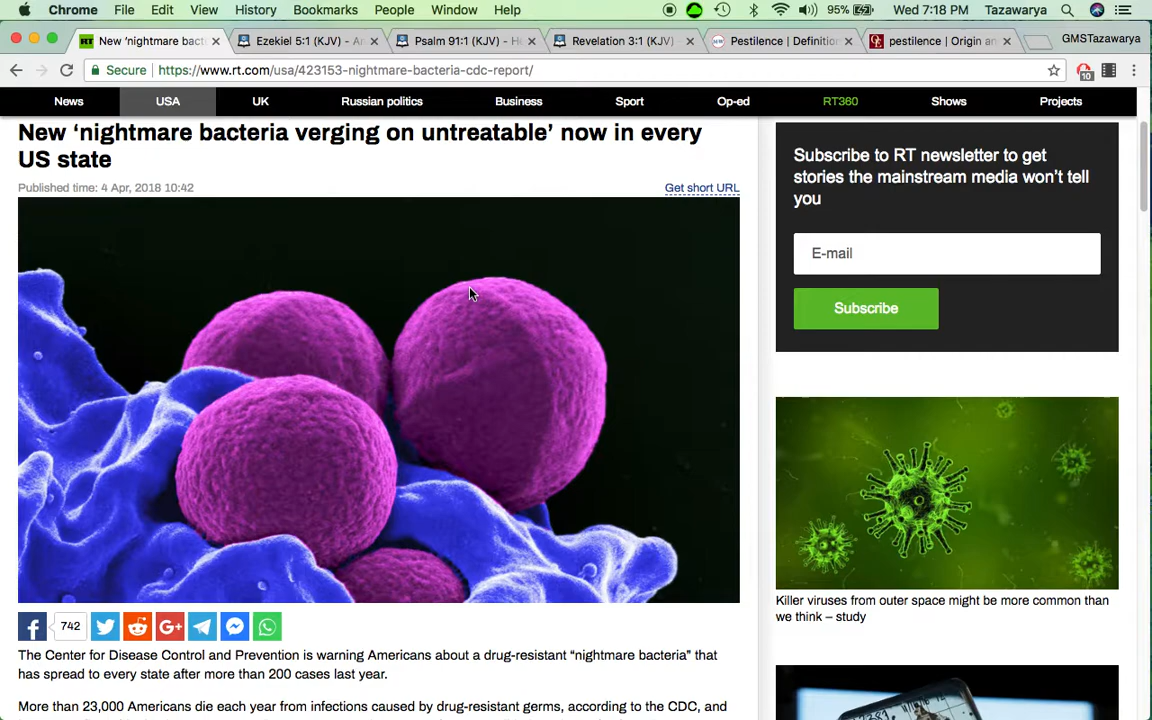 Chrome File Edit View History Bookmarks People Window Help 95% Wed 7:18 PM Tazawarya
New ‘nightmare bact Ezekiel 5:1 (KJV) - Psalm 91:1 (KJV) - Revelation 3:1 (KJV) Pestilence | Definition pestilence | Origin GMSTazawarya
Secure https://www.rt.com/usa/423153-nightmare-bacteria-cdc-report/ 10
News USA UK Russian politics Business Sport Op-ed RT360 Shows Projects
New ‘nightmare bacteria verging on untreatable’ now in every
US state
Published time: 4 Apr, 2018 10:42 Get short URL
Subscribe to RT newsletter to get
stories the mainstream media won’t tell
you
E-mail
Subscribe
Killer viruses from outer space might be more common than
we think – study
742
The Center for Disease Control and Prevention is warning Americans about a drug-resistant “nightmare bacteria” that
has spread to every state after more than 200 cases last year.
More than 23,000 Americans die each year from infections caused by drug-resistant germs, according to the CDC, and